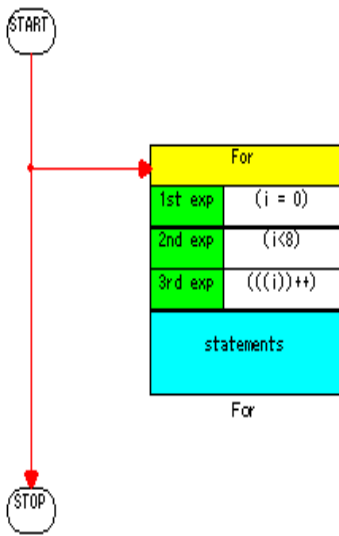 START
For
1st exp (i = 0)
2nd exp (i<8)
3rd exp (((i))++)
statements
For
STOP